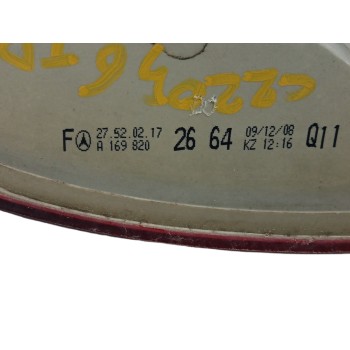 F 27.52.02.17 26 64 09/12/08 Q11
A 169 820 KZ 12:16